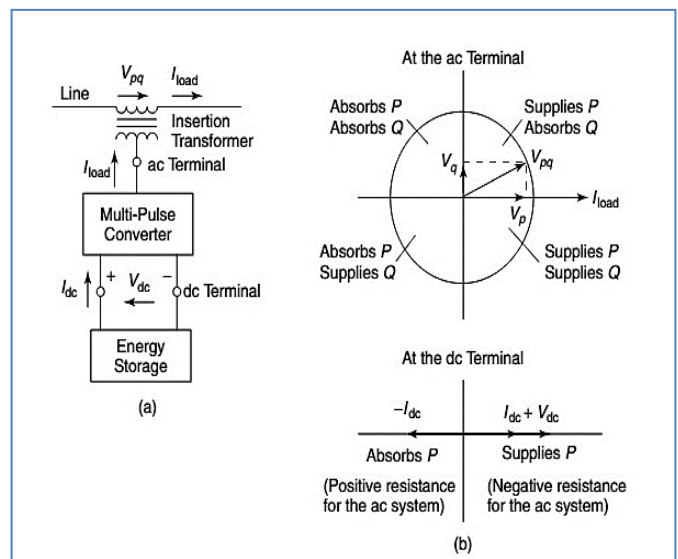 V_pq I_load
Line
Insertion
Transformer
I_load
ac Terminal
Multi-Pulse
Converter
I_dc + V_dc − dc Terminal
Energy
Storage
(a)
At the ac Terminal
Absorbs P
Absorbs Q
Supplies P
Absorbs Q
V_q
V_pq
V_p
I_load
Absorbs P
Supplies Q
Supplies P
Supplies Q
At the dc Terminal
−I_dc
I_dc + V_dc
Absorbs P
Supplies P
(Positive resistance
for the ac system)
(Negative resistance
for the ac system)
(b)